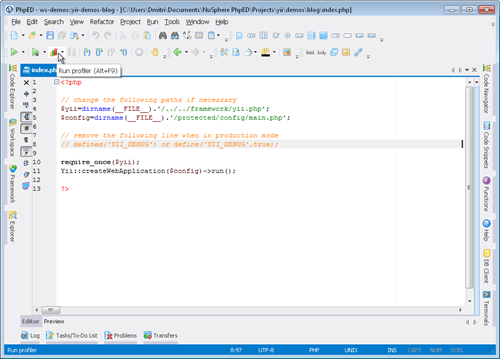 PhpED - ws-demos:yii-demos-blog - [C:\Users\Dmitri\Documents\NuSphere PhpED\Projects\yii-demos\blog\index.php]
File Edit Search Project Run Tools Window Help
index.ph
Run profiler (Alt+F9)
Code Explorer
Workspace
Framework
Explorer
1 <?php
2
3 // change the following paths if necessary
4 $yii=dirname(__FILE__).'/../../framework/yii.php';
5 $config=dirname(__FILE__).'/protected/config/main.php';
6
7 // remove the following line when in production mode
8 // defined('YII_DEBUG') or define('YII_DEBUG',true);
9
10 require_once($yii);
11 Yii::createWebApplication($config)->run();
12
13 ?>
Code Navigator
Help
DB Client
Terminals
Editor Preview
Log Tasks/To-Do List Problems Transfers
Run profiler 8:97 UTF-8 PHP UNIX INS CAPS NUM SCRL